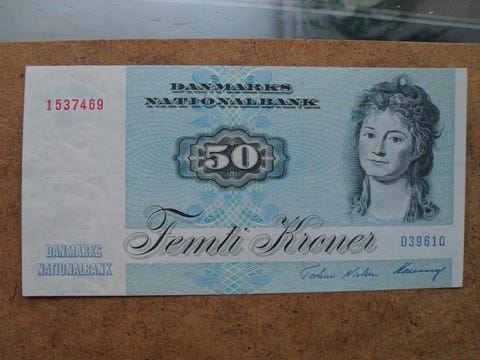 1537469
DANMARKS
NATIONALBANK
50
Femti Kroner
D3961G
DANMARKS
NATIONALBANK